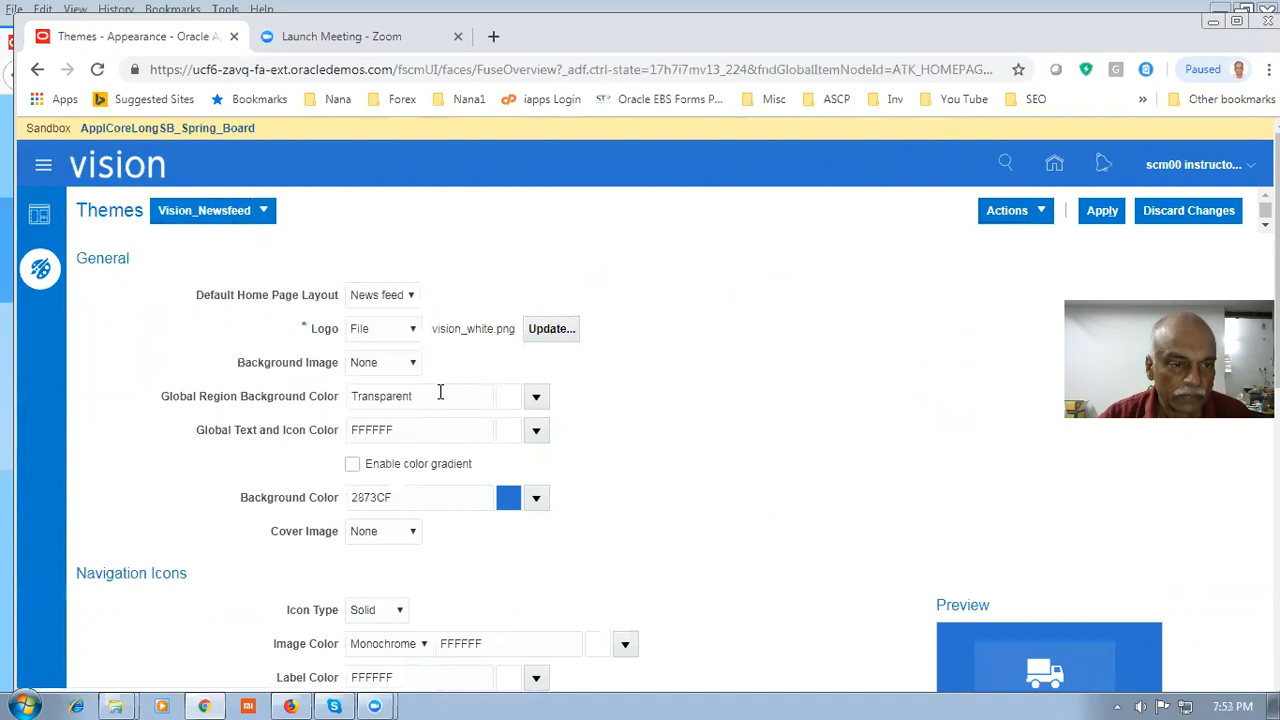 File Edit View History Bookmarks Tools Help
Themes - Appearance - Oracle A
Launch Meeting - Zoom
https://ucf6-zavq-fa-ext.oracledemos.com/fscmUI/faces/FuseOverview?_adf.ctrl-state=17h7i7mv13_224&fndGlobalItemNodeId=ATK_HOMEPAG...
Paused
Apps Suggested Sites Bookmarks Nana Forex Nana1 iapps Login Oracle EBS Forms P... Misc ASCP Inv You Tube SEO » Other bookmarks
Sandbox ApplCoreLongSB_Spring_Board
vision
scm00 instructo...
Themes Vision_Newsfeed Actions Apply Discard Changes
General
Default Home Page Layout News feed
* Logo File vision_white.png Update...
Background Image None
Global Region Background Color Transparent
Global Text and Icon Color FFFFFF
Enable color gradient
Background Color 2873CF
Cover Image None
Navigation Icons
Icon Type Solid
Preview
Image Color Monochrome FFFFFF
Label Color FFFFFF
7:53 PM